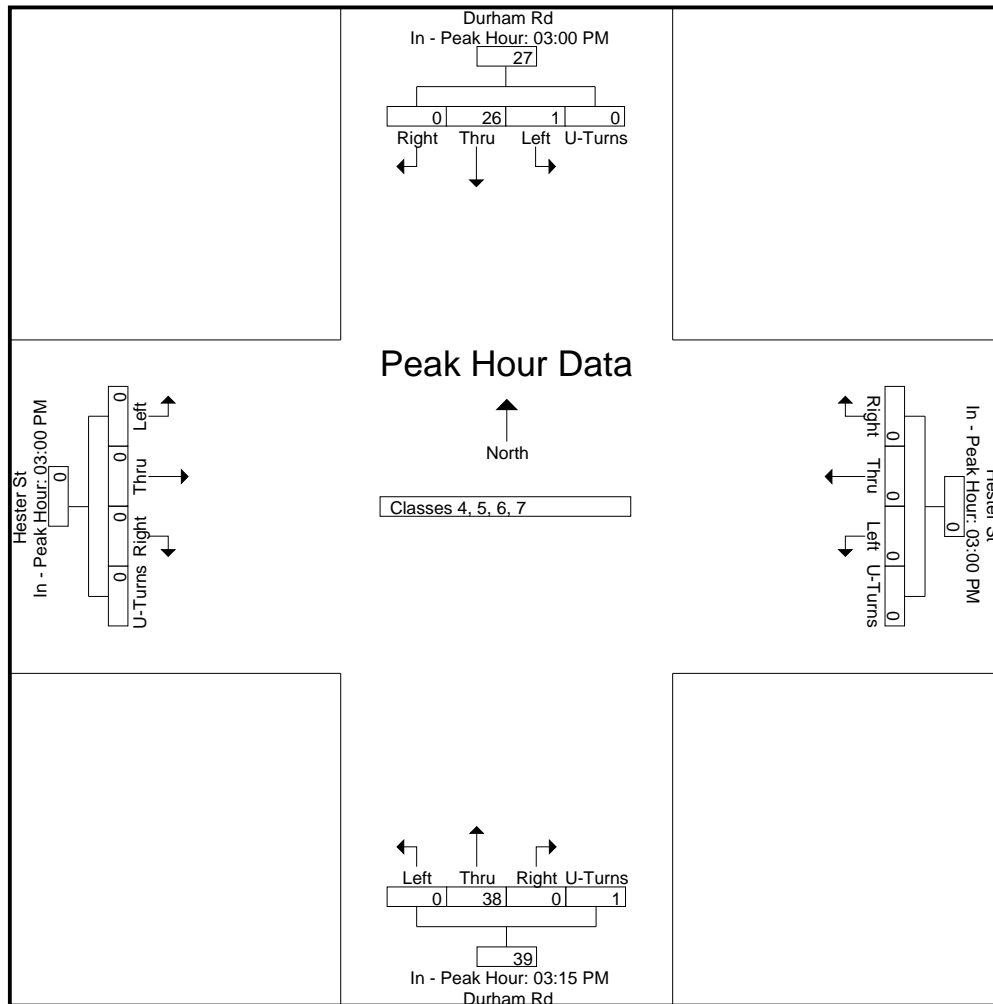 Durham Rd
In - Peak Hour: 03:00 PM
27
0 26 1 0
Right Thru Left U-Turns
Peak Hour Data
North
Classes 4, 5, 6, 7
Hester St
In - Peak Hour: 03:00 PM
0
0 0 0 0
Left Thru Right U-Turns
Hester St
In - Peak Hour: 03:00 PM
0
0 0 0 0
Right Thru Left U-Turns
Left Thru Right U-Turns
0 38 0 1
39
In - Peak Hour: 03:15 PM
Durham Rd